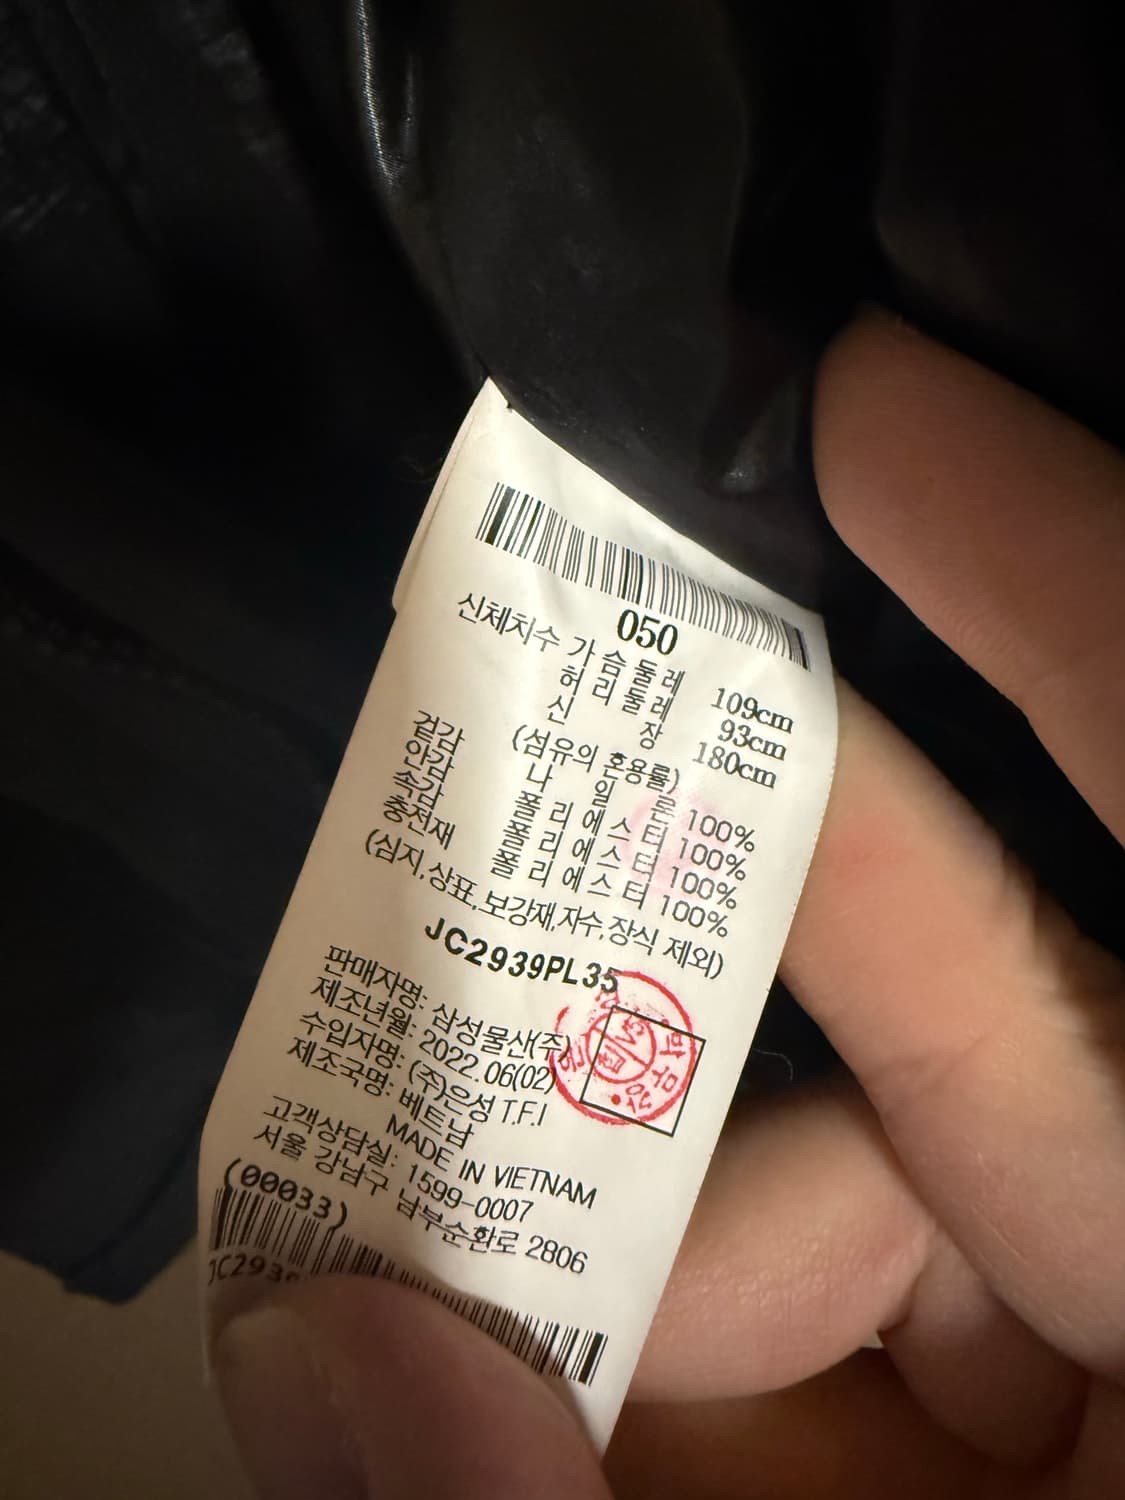 050
신체치수 가슴둘레 109cm
허리둘레 93cm
신장 180cm
(섬유의 혼용률)
겉감 나일론 100%
안감 폴리에스터 100%
속감 폴리에스터 100%
충전재 폴리에스터 100%
(심지,상표,보강재,자수,장식 제외)
JC2939PL35
판매자명: 삼성물산(주)
제조년월: 2022.06(02)
수입자명: (주)은성 T.F.I
제조국명: 베트남
MADE IN VIETNAM
고객상담실: 1599-0007
서울 강남구 남부순환로 2806
(00033)
JC293